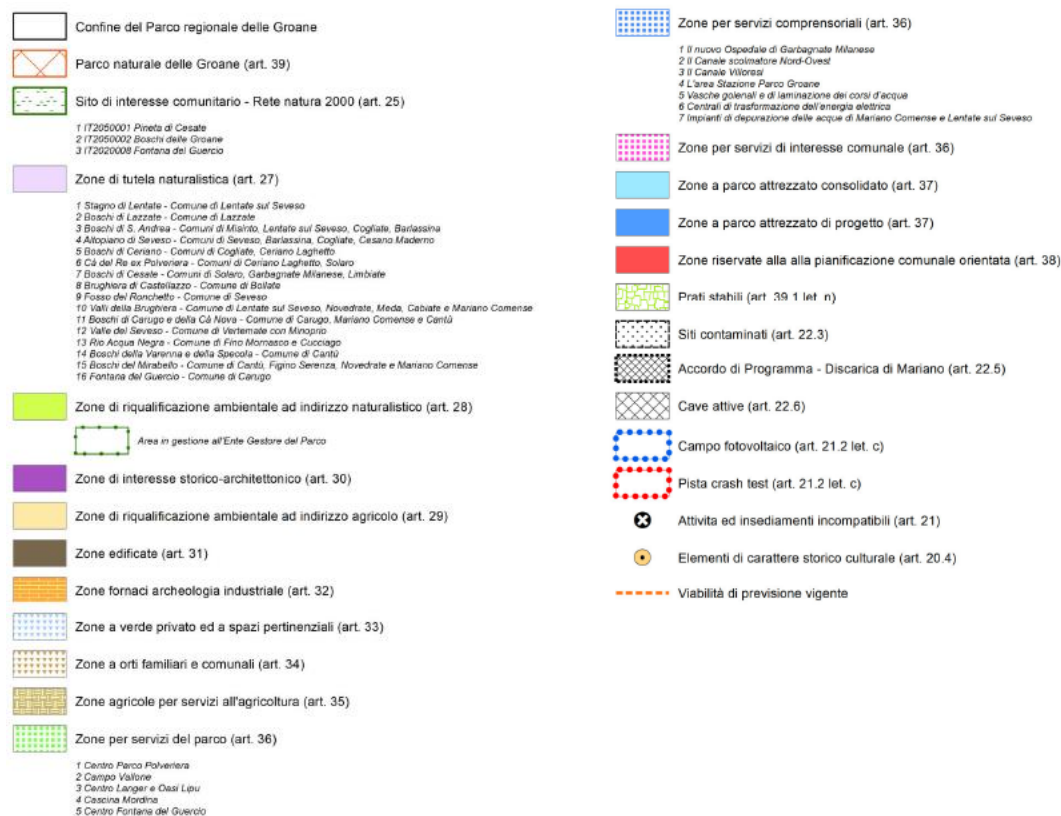 Confine del Parco regionale delle Groane
Parco naturale delle Groane (art. 39)
Sito di interesse comunitario - Rete natura 2000 (art. 25)
1 IT2050001 Pineta di Cesate
2 IT2050002 Boschi delle Groane
3 IT2020008 Fontana del Guercio
Zone di tutela naturalistica (art. 27)
1 Stagno di Lentate - Comune di Lentate sul Seveso
2 Boschi di Lazzate - Comune di Lazzate
3 Boschi di S. Andrea - Comuni di Misinto, Lentate sul Seveso, Cogliate, Barlassina
4 Altopiano di Seveso - Comuni di Seveso, Barlassina, Cogliate, Cesano Maderno
5 Boschi di Ceriano - Comuni di Cogliate, Ceriano Laghetto
6 Cà del Re ex Polveriera - Comuni di Ceriano Laghetto, Solaro
7 Boschi di Cesate - Comuni di Solaro, Garbagnate Milanese, Limbiate
8 Brughiera di Castellazzo - Comune di Bollate
9 Fosso del Ronchetto - Comune di Seveso
10 Valli della Brughiera - Comune di Lentate sul Seveso, Novedrate, Meda, Cabiate e Mariano Comense
11 Boschi di Carugo e della Cà Nova - Comune di Carugo, Mariano Comense e Cantù
12 Valle del Seveso - Comune di Vertemate con Minoprio
13 Rio Acqua Negra - Comune di Fino Mornasco e Cucciago
14 Boschi della Varenna e della Specola - Comune di Cantù
15 Boschi del Mirabello - Comune di Cantù, Figino Serenza, Novedrate e Mariano Comense
16 Fontana del Guercio - Comune di Carugo
Zone di riqualificazione ambientale ad indirizzo naturalistico (art. 28)
Area in gestione all'Ente Gestore del Parco
Zone di interesse storico-architettonico (art. 30)
Zone di riqualificazione ambientale ad indirizzo agricolo (art. 29)
Zone edificate (art. 31)
Zone fornaci archeologia industriale (art. 32)
Zone a verde privato ed a spazi pertinenziali (art. 33)
Zone a orti familiari e comunali (art. 34)
Zone agricole per servizi all'agricoltura (art. 35)
Zone per servizi del parco (art. 36)
1 Centro Parco Polveriera
2 Campo Vallone
3 Centro Langer e Oasi Lipu
4 Cascina Mordina
5 Centro Fontana del Guercio
Zone per servizi comprensoriali (art. 36)
1 Il nuovo Ospedale di Garbagnate Milanese
2 Il Canale scolmatore Nord-Ovest
3 Il Canale Villoresi
4 L'area Stazione Parco Groane
5 Vasche golenali e di laminazione dei corsi d'acqua
6 Centrali di trasformazione dell'energia elettrica
7 Impianti di depurazione delle acque di Mariano Comense e Lentate sul Seveso
Zone per servizi di interesse comunale (art. 36)
Zone a parco attrezzato consolidato (art. 37)
Zone a parco attrezzato di progetto (art. 37)
Zone riservate alla alla pianificazione comunale orientata (art. 38)
Prati stabili (art. 39.1 let. n)
Siti contaminati (art. 22.3)
Accordo di Programma - Discarica di Mariano (art. 22.5)
Cave attive (art. 22.6)
Campo fotovoltaico (art. 21.2 let. c)
Pista crash test (art. 21.2 let. c)
Attivita ed insediamenti incompatibili (art. 21)
Elementi di carattere storico culturale (art. 20.4)
Viabilità di previsione vigente